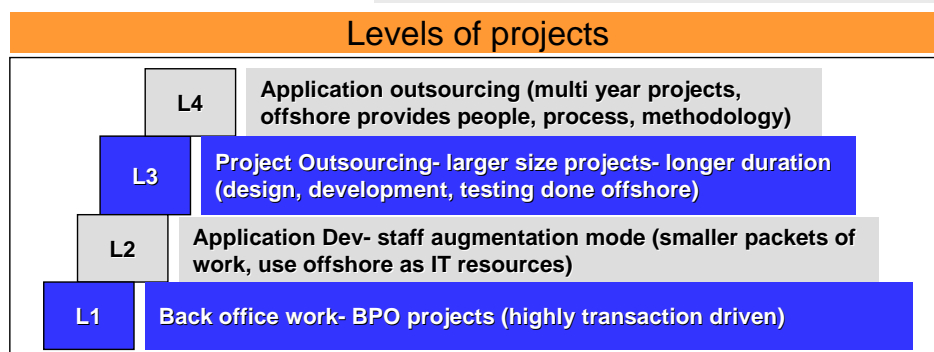 Levels of projects
L4
Application outsourcing (multi year projects,
offshore provides people, process, methodology)
L3
Project Outsourcing- larger size projects- longer duration
(design, development, testing done offshore)
L2
Application Dev- staff augmentation mode (smaller packets of
work, use offshore as IT resources)
L1
Back office work- BPO projects (highly transaction driven)